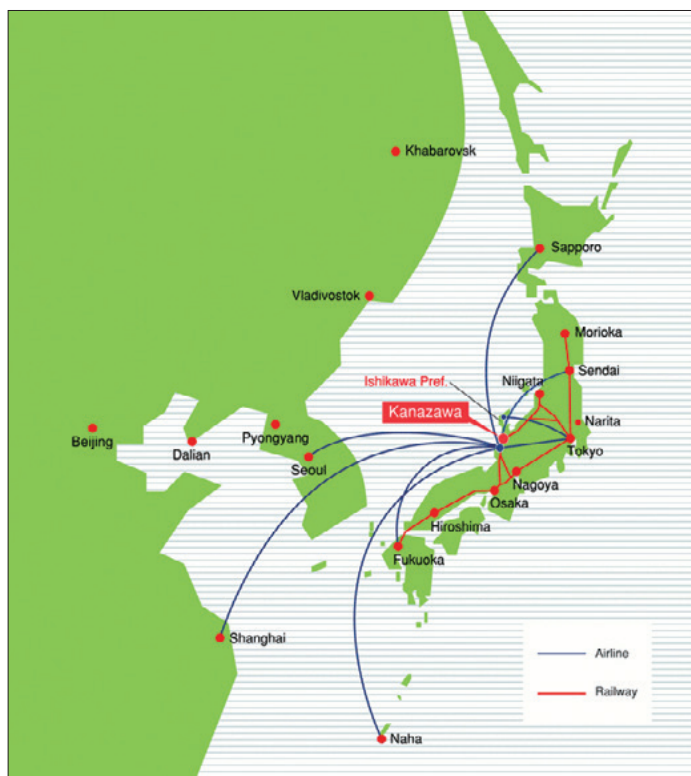 Khabarovsk
Sapporo
Vladivostok
Morioka
Sendai
Ishikawa Pref.
Niigata
Kanazawa
Narita
Beijing
Pyongyang
Dalian
Tokyo
Seoul
Nagoya
Osaka
Hiroshima
Fukuoka
Shanghai
Airline
Railway
Naha